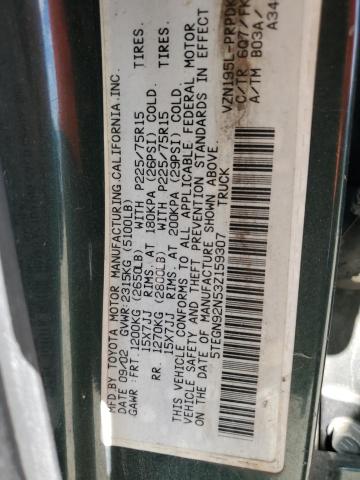 MFD. BY TOYOTA MOTOR MANUFACTURING, CALIFORNIA, INC.
DATE 09/02 GVWR: 2315KG (5100LB)
GAWR: FRT. 1200KG (2650LB) WITH P225/75R15 TIRES.
15X7JJ RIMS. AT 180KPA (26PSI) COLD.
RR. 1270KG (2800LB) WITH P225/75R15 TIRES.
15X7JJ RIMS. AT 200KPA (29PSI) COLD.
THIS VEHICLE CONFORMS TO ALL APPLICABLE FEDERAL MOTOR
VEHICLE SAFETY AND THEFT PREVENTION STANDARDS IN EFFECT
ON THE DATE OF MANUFACTURE SHOWN ABOVE.
5TEGN92N53Z159307 TRUCK
VZN195L-PRPDK
C/TR 6Q7/FK
A/TM B03A/
A34